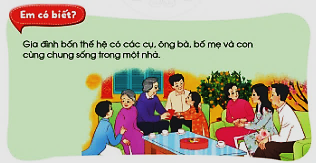 Em có biết?
Gia đình bốn thế hệ có các cụ, ông bà, bố mẹ và con
cùng chung sống trong một nhà.